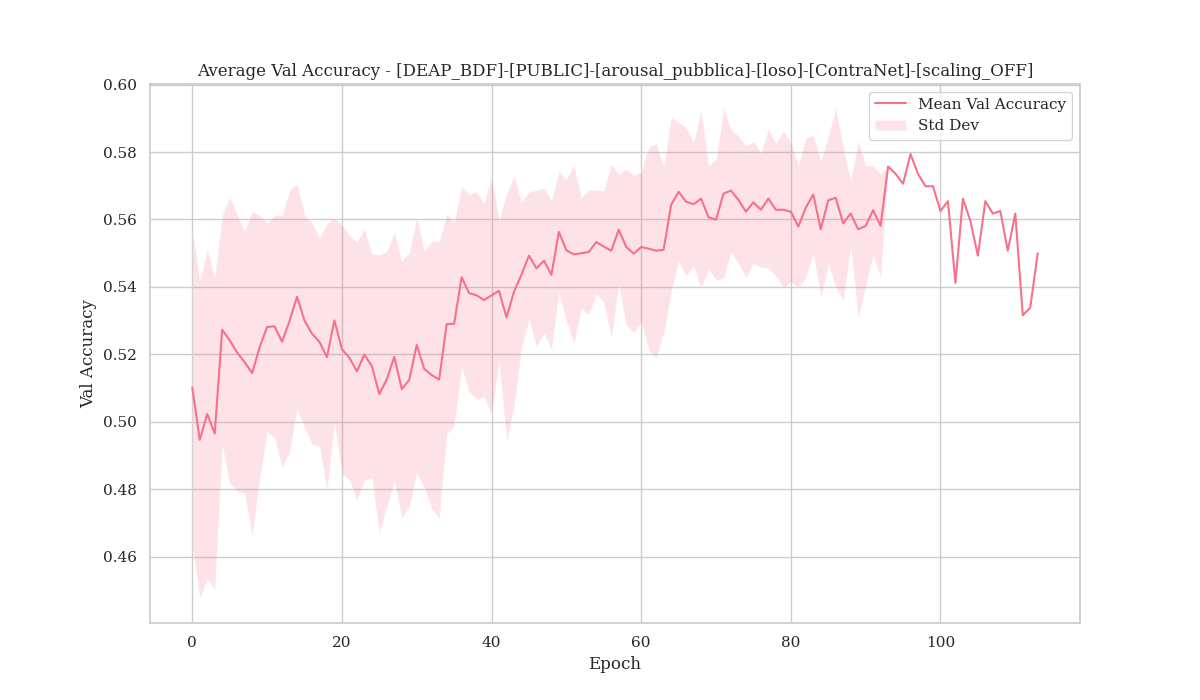 Average Val Accuracy - [DEAP_BDF]-[PUBLIC]-[arousal_pubblica]-[loso]-[ContraNet]-[scaling_OFF]
Mean Val Accuracy
Std Dev
Val Accuracy
0.60
0.58
0.56
0.54
0.52
0.50
0.48
0.46
0 20 40 60 80 100
Epoch